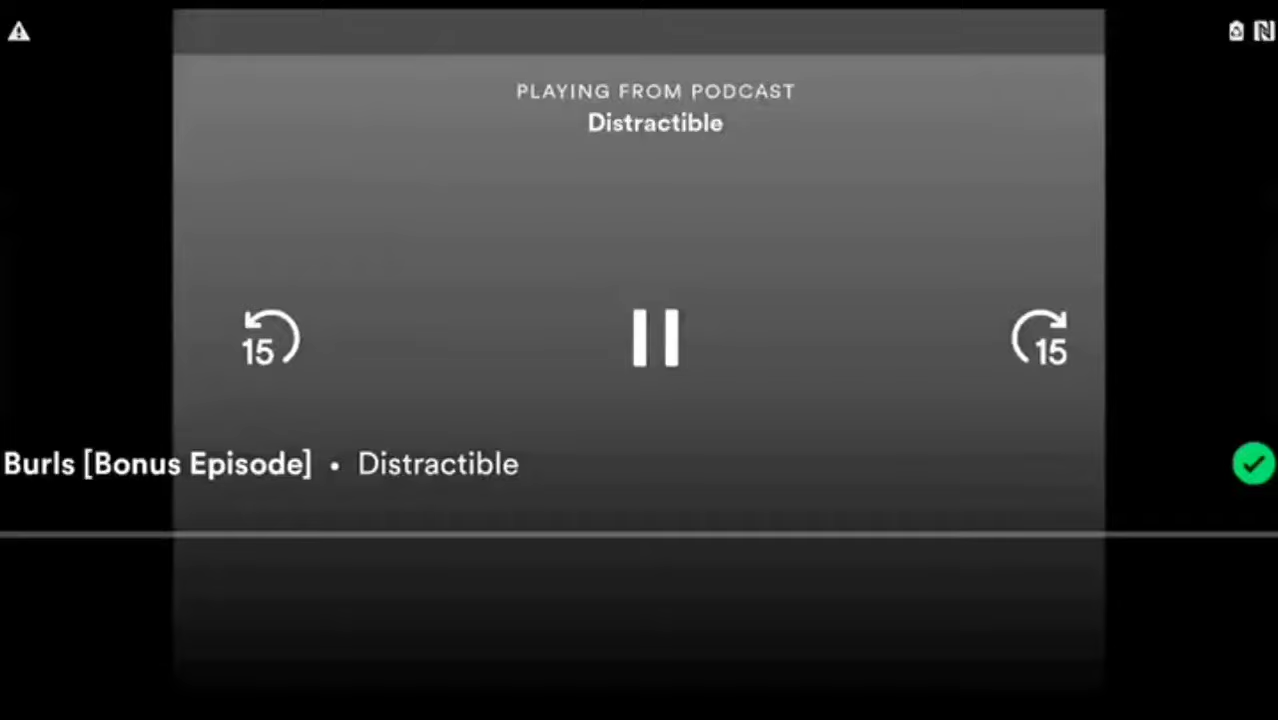 PLAYING FROM PODCAST
Distractible
15
15
Burls [Bonus Episode] • Distractible